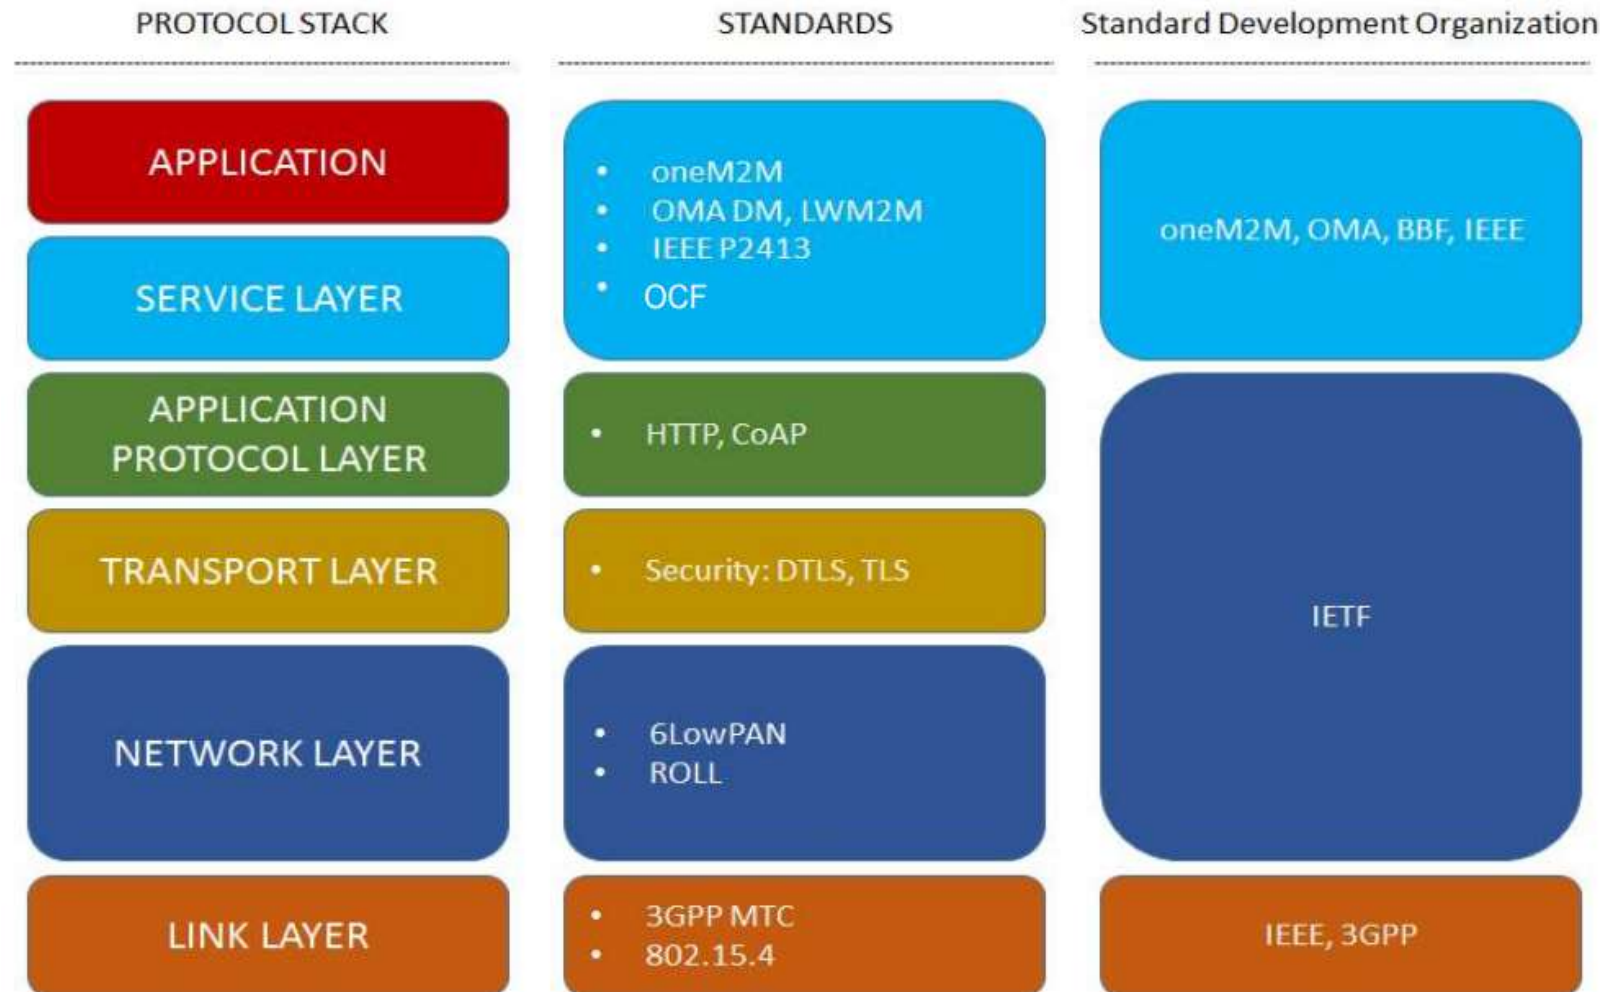 PROTOCOL STACK
STANDARDS
Standard Development Organization
APPLICATION
SERVICE LAYER
• oneM2M
• OMA DM, LWM2M
• IEEE P2413
• OCF
oneM2M, OMA, BBF, IEEE
APPLICATION
PROTOCOL LAYER
• HTTP, CoAP
TRANSPORT LAYER
• Security: DTLS, TLS
IETF
NETWORK LAYER
• 6LowPAN
• ROLL
LINK LAYER
• 3GPP MTC
• 802.15.4
IEEE, 3GPP